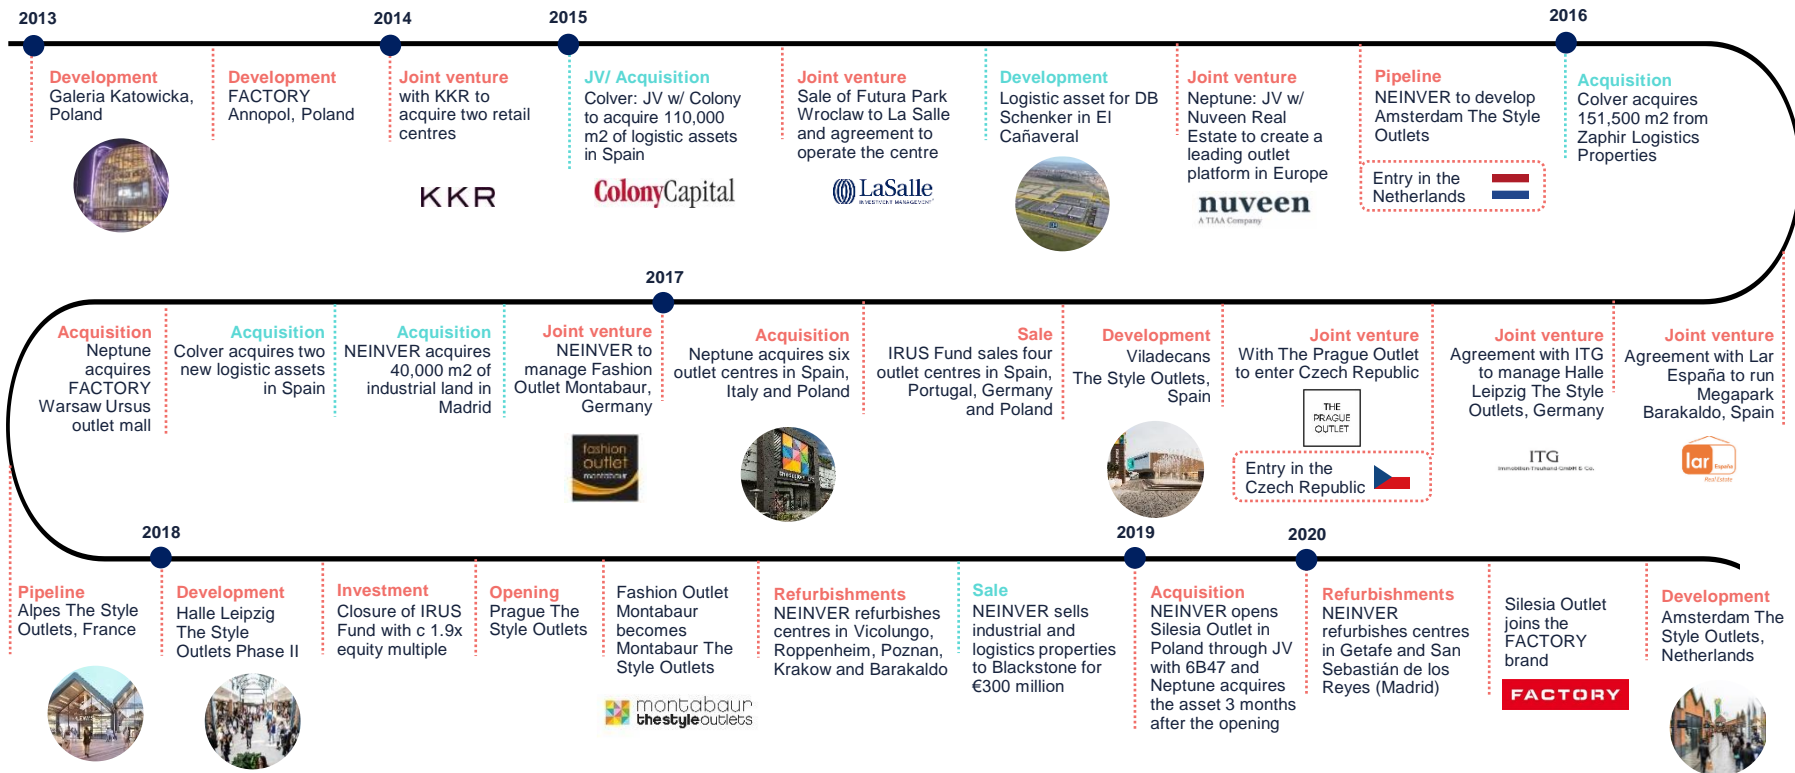 2013
Development
Galeria Katowicka,
Poland
Development
FACTORY
Annopol, Poland
2014
Joint venture
with KKR to
acquire two retail
centres
KKR
2015
JV/ Acquisition
Colver: JV w/ Colony
to acquire 110,000
m2 of logistic assets
in Spain
ColonyCapital
Joint venture
Sale of Futura Park
Wroclaw to La Salle
and agreement to
operate the centre
LaSalle
INVESTMENT MANAGEMENT
Development
Logistic asset for DB
Schenker in El
Cañaveral
Joint venture
Neptune: JV w/
Nuveen Real
Estate to create a
leading outlet
platform in Europe
nuveen
A TIAA Company
Pipeline
NEINVER to develop
Amsterdam The Style
Outlets
Entry in the
Netherlands
2016
Acquisition
Colver acquires
151,500 m2 from
Zaphir Logistics
Properties
Acquisition
Neptune
acquires
FACTORY
Warsaw Ursus
outlet mall
Acquisition
Colver acquires two
new logistic assets
in Spain
Acquisition
NEINVER acquires
40,000 m2 of
industrial land in
Madrid
Joint venture
NEINVER to
manage Fashion
Outlet Montabaur,
Germany
fashion
outlet
montabaur
2017
Acquisition
Neptune acquires six
outlet centres in Spain,
Italy and Poland
Sale
IRUS Fund sales four
outlet centres in Spain,
Portugal, Germany
and Poland
Development
Viladecans
The Style Outlets,
Spain
Joint venture
With The Prague Outlet
to enter Czech Republic
THE
PRAGUE
OUTLET
Entry in the
Czech Republic
Joint venture
Agreement with ITG
to manage Halle
Leipzig The Style
Outlets, Germany
ITG
Immobilien Treuhand GmbH & Co.
Joint venture
Agreement with Lar
España to run
Megapark
Barakaldo, Spain
lar España
Real Estate
Pipeline
Alpes The Style
Outlets, France
2018
Development
Halle Leipzig
The Style
Outlets Phase II
Investment
Closure of IRUS
Fund with c 1.9x
equity multiple
Opening
Prague The
Style Outlets
Fashion Outlet
Montabaur
becomes
Montabaur The
Style Outlets
montabaur
thestyleoutlets
Refurbishments
NEINVER refurbishes
centres in Vicolungo,
Roppenheim, Poznan,
Krakow and Barakaldo
Sale
NEINVER sells
industrial and
logistics properties
to Blackstone for
€300 million
2019
Acquisition
NEINVER opens
Silesia Outlet in
Poland through JV
with 6B47 and
Neptune acquires
the asset 3 months
after the opening
2020
Refurbishments
NEINVER
refurbishes centres
in Getafe and San
Sebastián de los
Reyes (Madrid)
Silesia Outlet
joins the
FACTORY
brand
FACTORY
Development
Amsterdam The
Style Outlets,
Netherlands